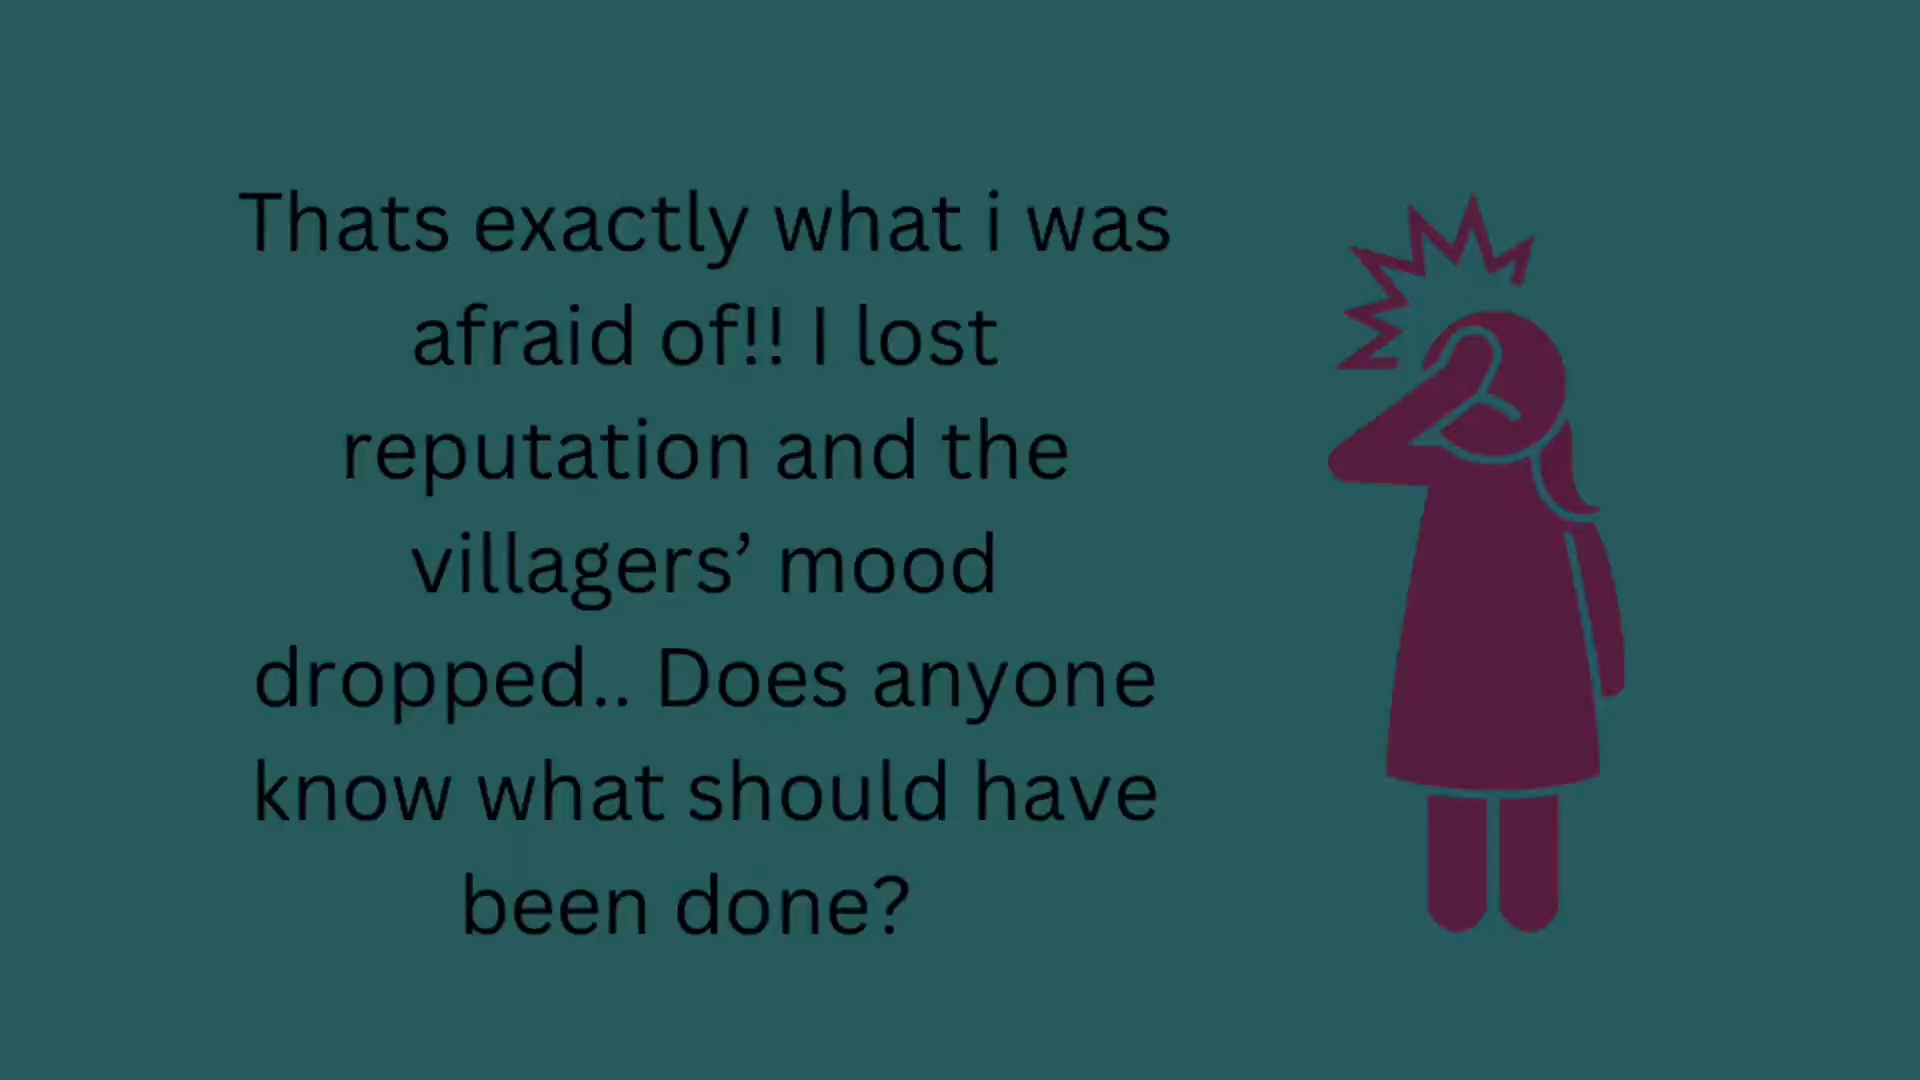 Thats exactly what i was
afraid of!! I lost
reputation and the
villagers’ mood
dropped.. Does anyone
know what should have
been done?